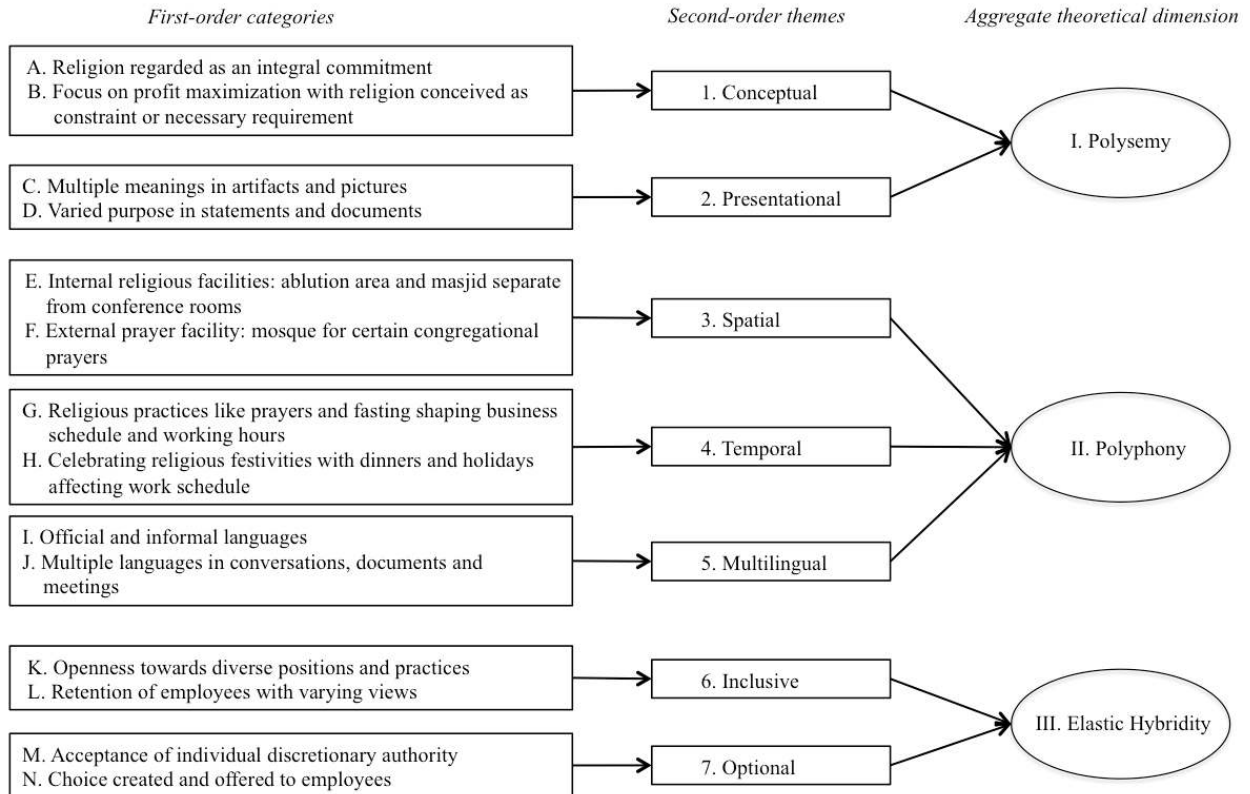 First-order categories
Second-order themes
Aggregate theoretical dimension
A. Religion regarded as an integral commitment
B. Focus on profit maximization with religion conceived as
constraint or necessary requirement
1. Conceptual
I. Polysemy
C. Multiple meanings in artifacts and pictures
D. Varied purpose in statements and documents
2. Presentational
E. Internal religious facilities: ablution area and masjid separate
from conference rooms
F. External prayer facility: mosque for certain congregational
prayers
3. Spatial
G. Religious practices like prayers and fasting shaping business
schedule and working hours
H. Celebrating religious festivities with dinners and holidays
affecting work schedule
4. Temporal
II. Polyphony
I. Official and informal languages
J. Multiple languages in conversations, documents and
meetings
5. Multilingual
K. Openness towards diverse positions and practices
L. Retention of employees with varying views
6. Inclusive
III. Elastic Hybridity
M. Acceptance of individual discretionary authority
N. Choice created and offered to employees
7. Optional